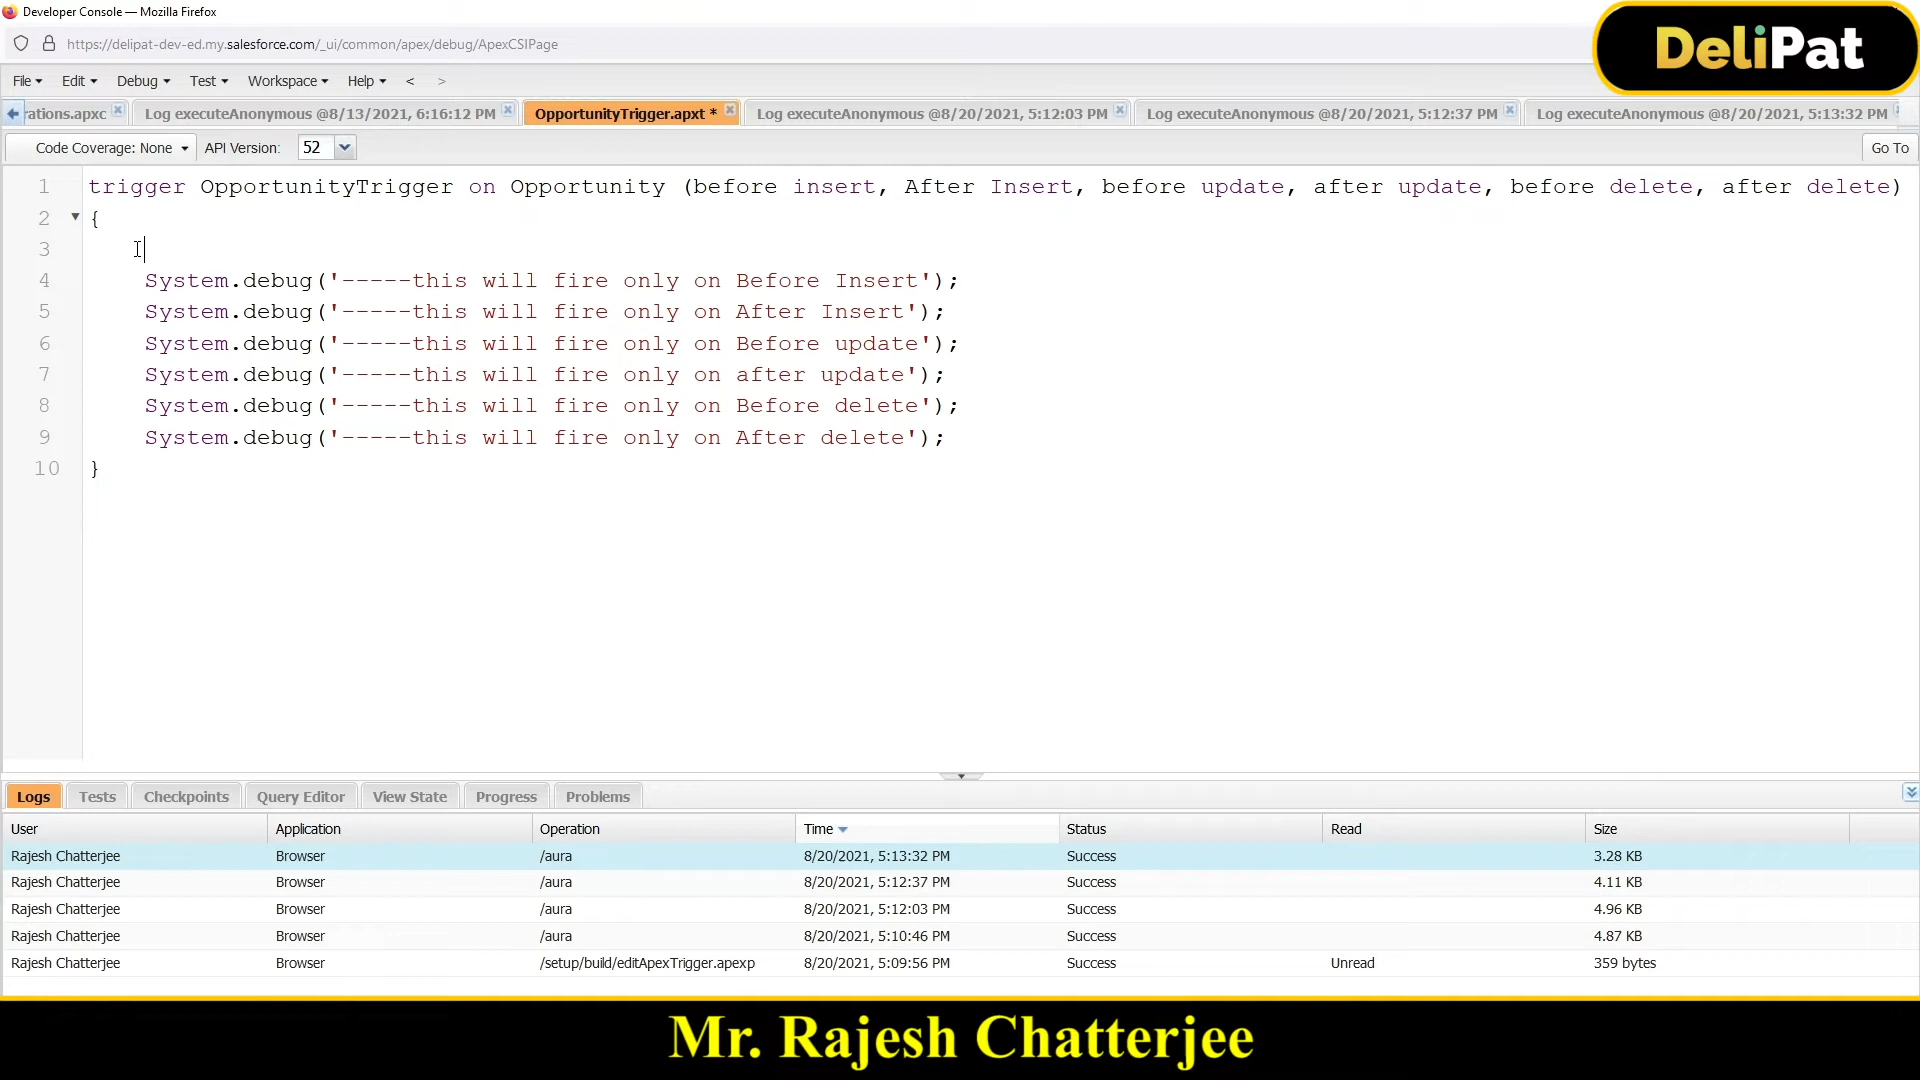 Developer Console — Mozilla Firefox
https://delipat-dev-ed.my.salesforce.com/_ui/common/apex/debug/ApexCSIPage
DeliPat
File Edit Debug Test Workspace Help < >
rations.apxc Log executeAnonymous @8/13/2021, 6:16:12 PM OpportunityTrigger.apxt * Log executeAnonymous @8/20/2021, 5:12:03 PM Log executeAnonymous @8/20/2021, 5:12:37 PM Log executeAnonymous @8/20/2021, 5:13:32 PM
Code Coverage: None API Version: 52 Go To
1 trigger OpportunityTrigger on Opportunity (before insert, After Insert, before update, after update, before delete, after delete)
2 {
3
4 System.debug('-----this will fire only on Before Insert');
5 System.debug('-----this will fire only on After Insert');
6 System.debug('-----this will fire only on Before update');
7 System.debug('-----this will fire only on after update');
8 System.debug('-----this will fire only on Before delete');
9 System.debug('-----this will fire only on After delete');
10 }
Logs Tests Checkpoints Query Editor View State Progress Problems
User Application Operation Time Status Read Size
Rajesh Chatterjee Browser /aura 8/20/2021, 5:13:32 PM Success 3.28 KB
Rajesh Chatterjee Browser /aura 8/20/2021, 5:12:37 PM Success 4.11 KB
Rajesh Chatterjee Browser /aura 8/20/2021, 5:12:03 PM Success 4.96 KB
Rajesh Chatterjee Browser /aura 8/20/2021, 5:10:46 PM Success 4.87 KB
Rajesh Chatterjee Browser /setup/build/editApexTrigger.apexp 8/20/2021, 5:09:56 PM Success Unread 359 bytes
Mr. Rajesh Chatterjee